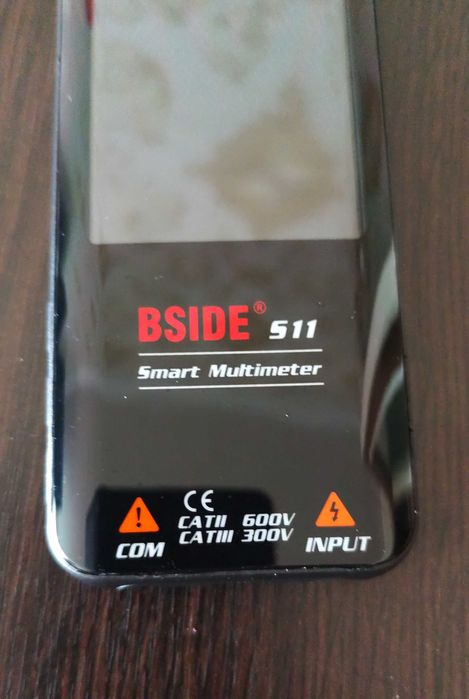 BSIDE® S11
Smart Multimeter
CE
CATII 600V
CATIII 300V
COM
INPUT